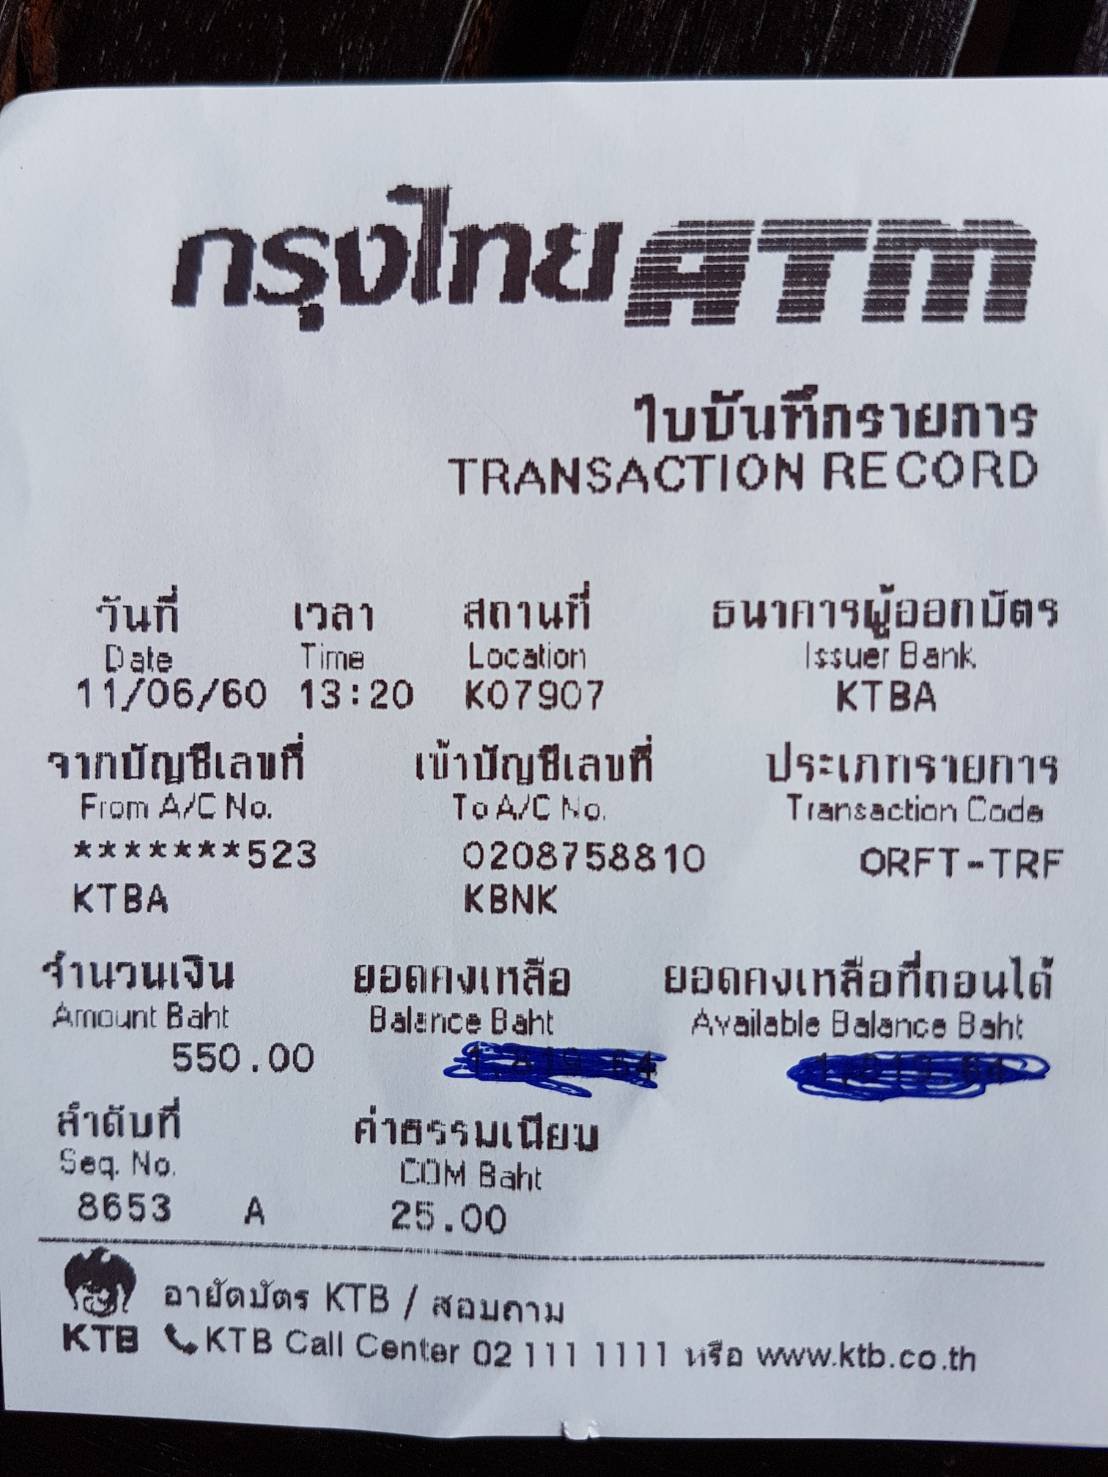 กรุงไทย ATM
ใบบันทึกรายการ
TRANSACTION RECORD
วันที่ เวลา สถานที่ ธนาคารผู้ออกบัตร
Date Time Location Issuer Bank
11/06/60 13:20 K07907 KTBA
จากบัญชีเลขที่ เข้าบัญชีเลขที่ ประเภทรายการ
From A/C No. To A/C No. Transaction Code
*******523 0208758810 ORFT-TRF
KTBA KBNK
จำนวนเงิน ยอดคงเหลือ ยอดคงเหลือที่ถอนได้
Amount Baht Balance Baht Available Balance Baht
550.00
ลำดับที่ ค่าธรรมเนียม
Seq. No. COM Baht
8653 A 25.00
อายัดบัตร KTB / สอบถาม
KTB KTB Call Center 02 111 1111 หรือ www.ktb.co.th